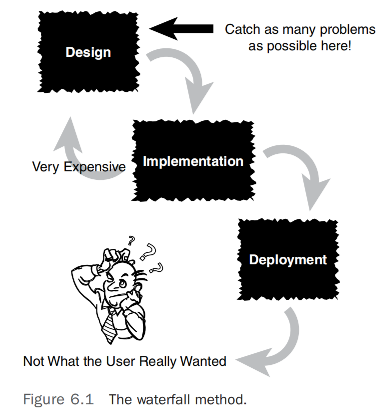 Design
Catch as many problems
as possible here!
Very Expensive
Implementation
Deployment
? ? ?
Not What the User Really Wanted
Figure 6.1 The waterfall method.